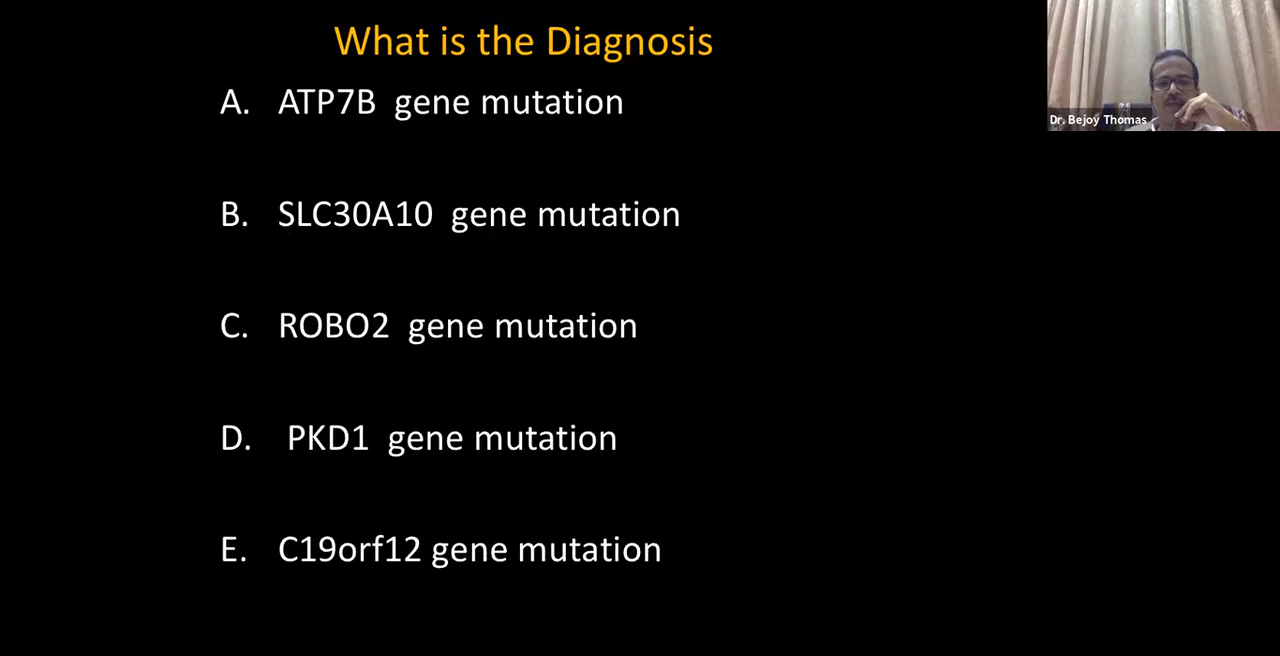 What is the Diagnosis
A. ATP7B gene mutation
B. SLC30A10 gene mutation
C. ROBO2 gene mutation
D. PKD1 gene mutation
E. C19orf12 gene mutation
Dr. Bejoy Thomas